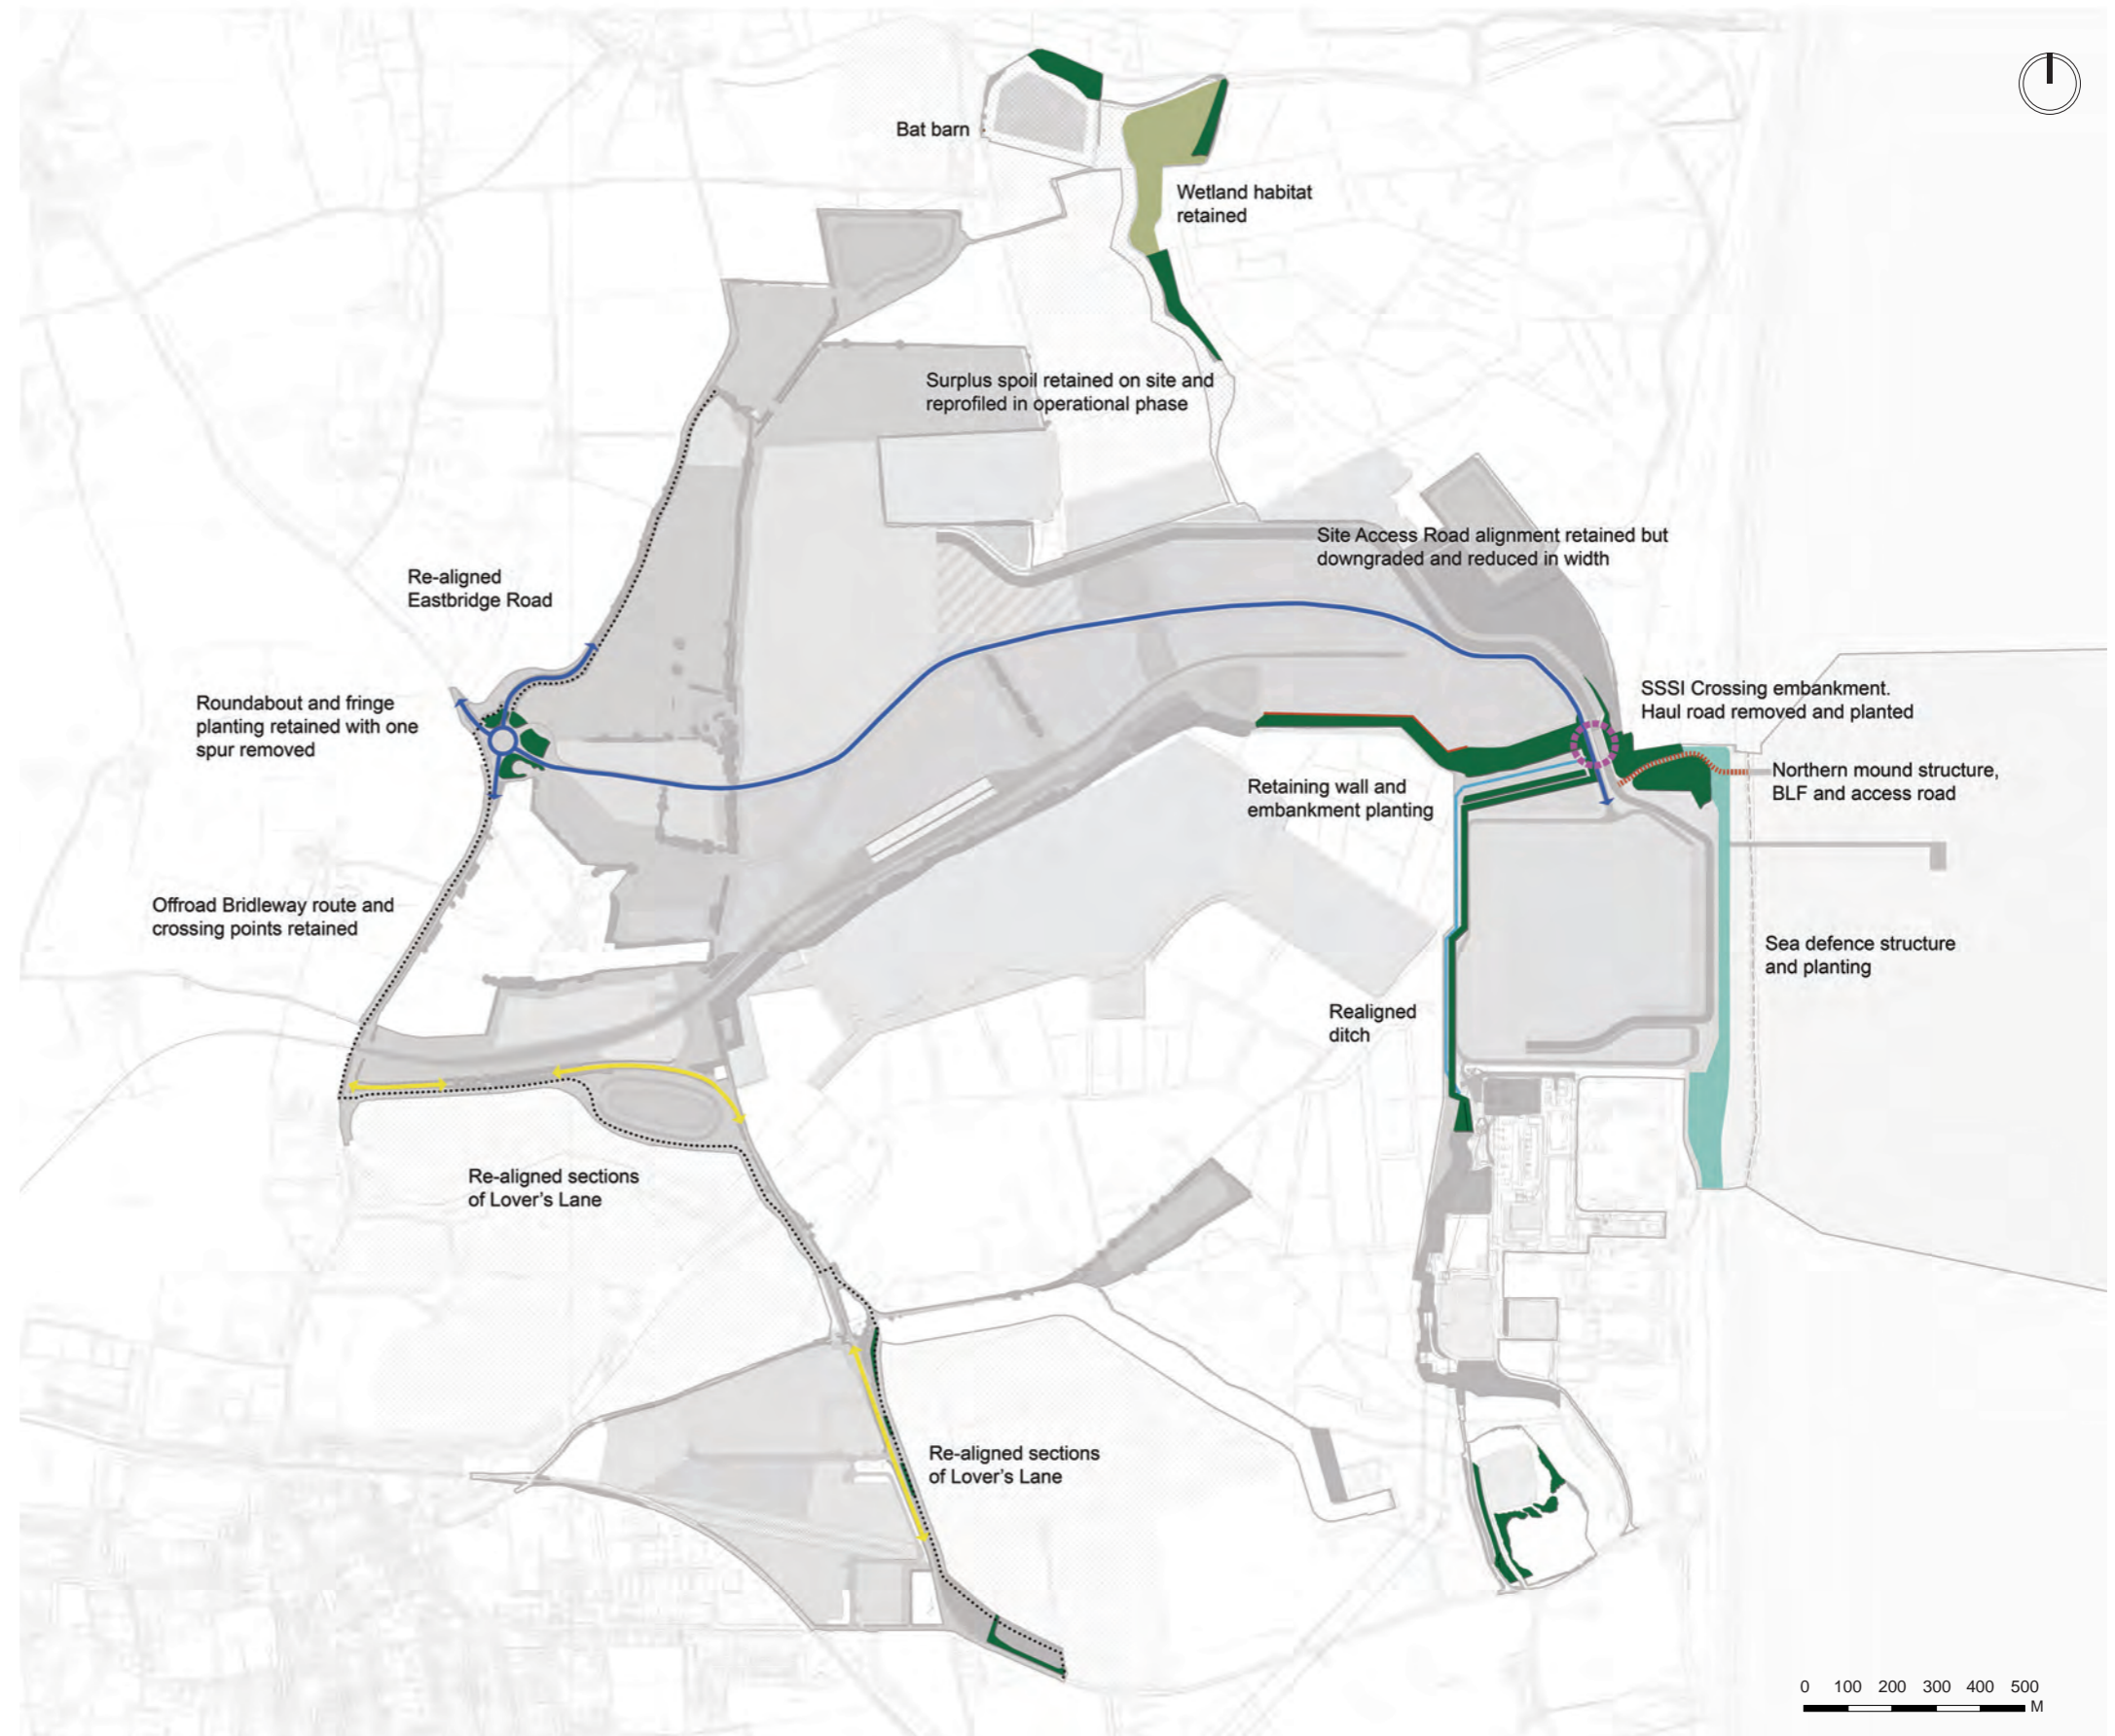 Bat barn
Wetland habitat
retained
Surplus spoil retained on site and
reprofiled in operational phase
Site Access Road alignment retained but
downgraded and reduced in width
Re-aligned
Eastbridge Road
Roundabout and fringe
planting retained with one
spur removed
SSSI Crossing embankment.
Haul road removed and planted
Northern mound structure,
BLF and access road
Retaining wall and
embankment planting
Offroad Bridleway route and
crossing points retained
Sea defence structure
and planting
Realigned
ditch
Re-aligned sections
of Lover's Lane
Re-aligned sections
of Lover's Lane
0 100 200 300 400 500
M